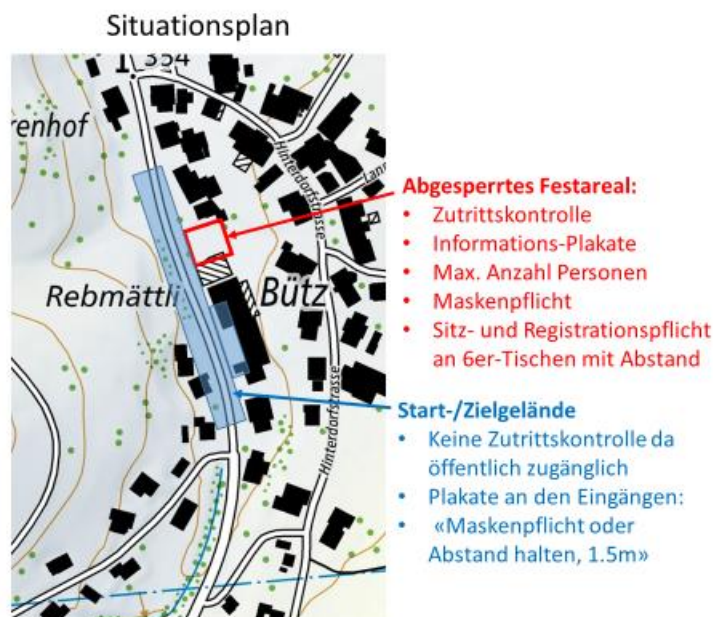 Situationsplan
354
renhof
Hinterdorfstrasse
Rebmättli
Bütz
Hinterdorfstrasse
Abgesperrtes Festareal:
• Zutrittskontrolle
• Informations-Plakate
• Max. Anzahl Personen
• Maskenpflicht
• Sitz- und Registrationspflicht
an 6er-Tischen mit Abstand
Start-/Zielgelände
• Keine Zutrittskontrolle da
öffentlich zugänglich
• Plakate an den Eingängen:
• «Maskenpflicht oder
Abstand halten, 1.5m»